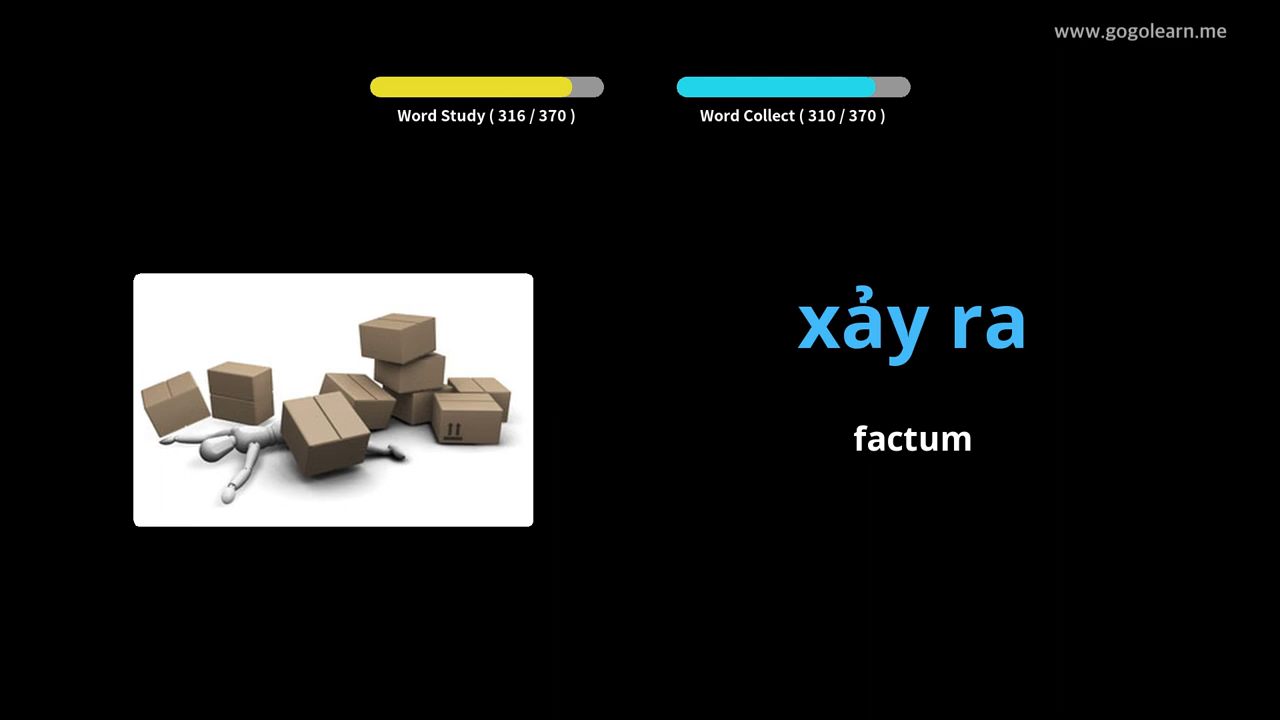 www.gogolearn.me
Word Study ( 316 / 370 )
Word Collect ( 310 / 370 )
xảy ra
factum